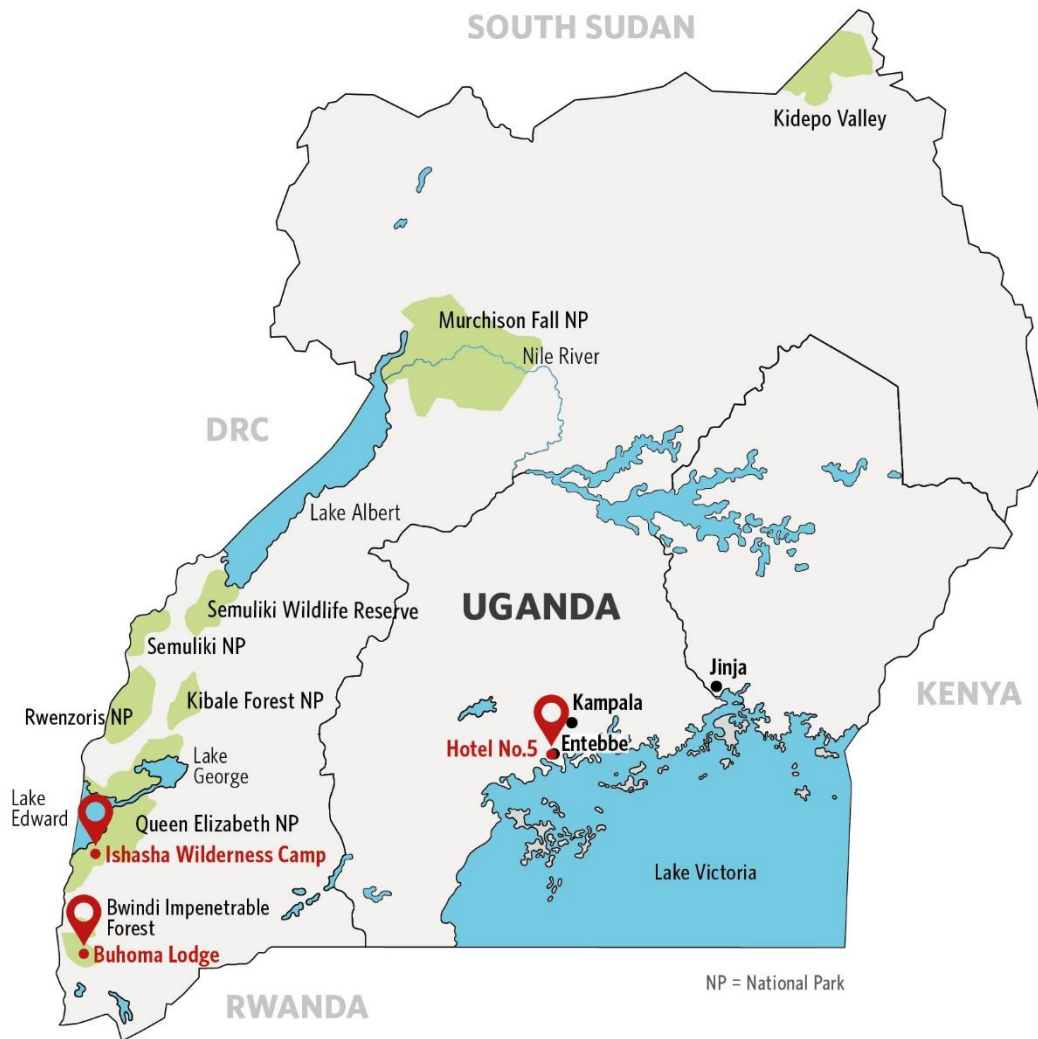 SOUTH SUDAN
Kidepo Valley
Murchison Fall NP
Nile River
DRC
Lake Albert
Semuliki Wildlife Reserve
UGANDA
Semuliki NP
Jinja
Kibale Forest NP
KENYA
Rwenzoris NP
Kampala
Hotel No.5
Entebbe
Lake
George
Lake
Edward
Queen Elizabeth NP
Ishasha Wilderness Camp
Lake Victoria
Bwindi Impenetrable
Forest
Buhoma Lodge
NP = National Park
RWANDA